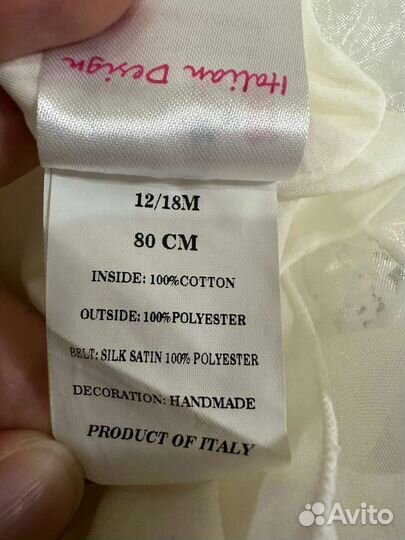 Italian Design
12/18M
80 CM
INSIDE: 100%COTTON
OUTSIDE: 100%POLYESTER
BELT: SILK SATIN 100% POLYESTER
DECORATION: HANDMADE
PRODUCT OF ITALY
Avito